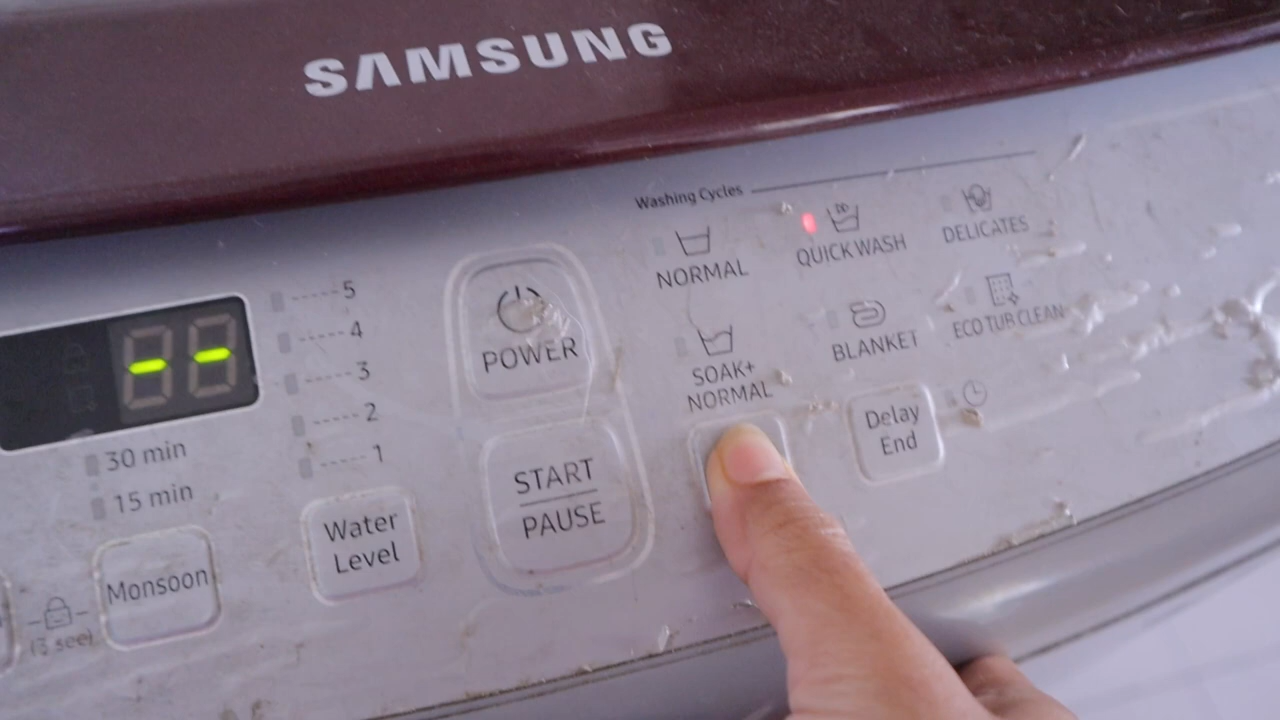 SAMSUNG
Washing Cycles
NORMAL
QUICK WASH
DELICATES
SOAK+
NORMAL
BLANKET
ECO TUB CLEAN
5
4
3
2
1
30 min
15 min
POWER
START
PAUSE
Delay
End
Water
Level
Monsoon
(3 sec)